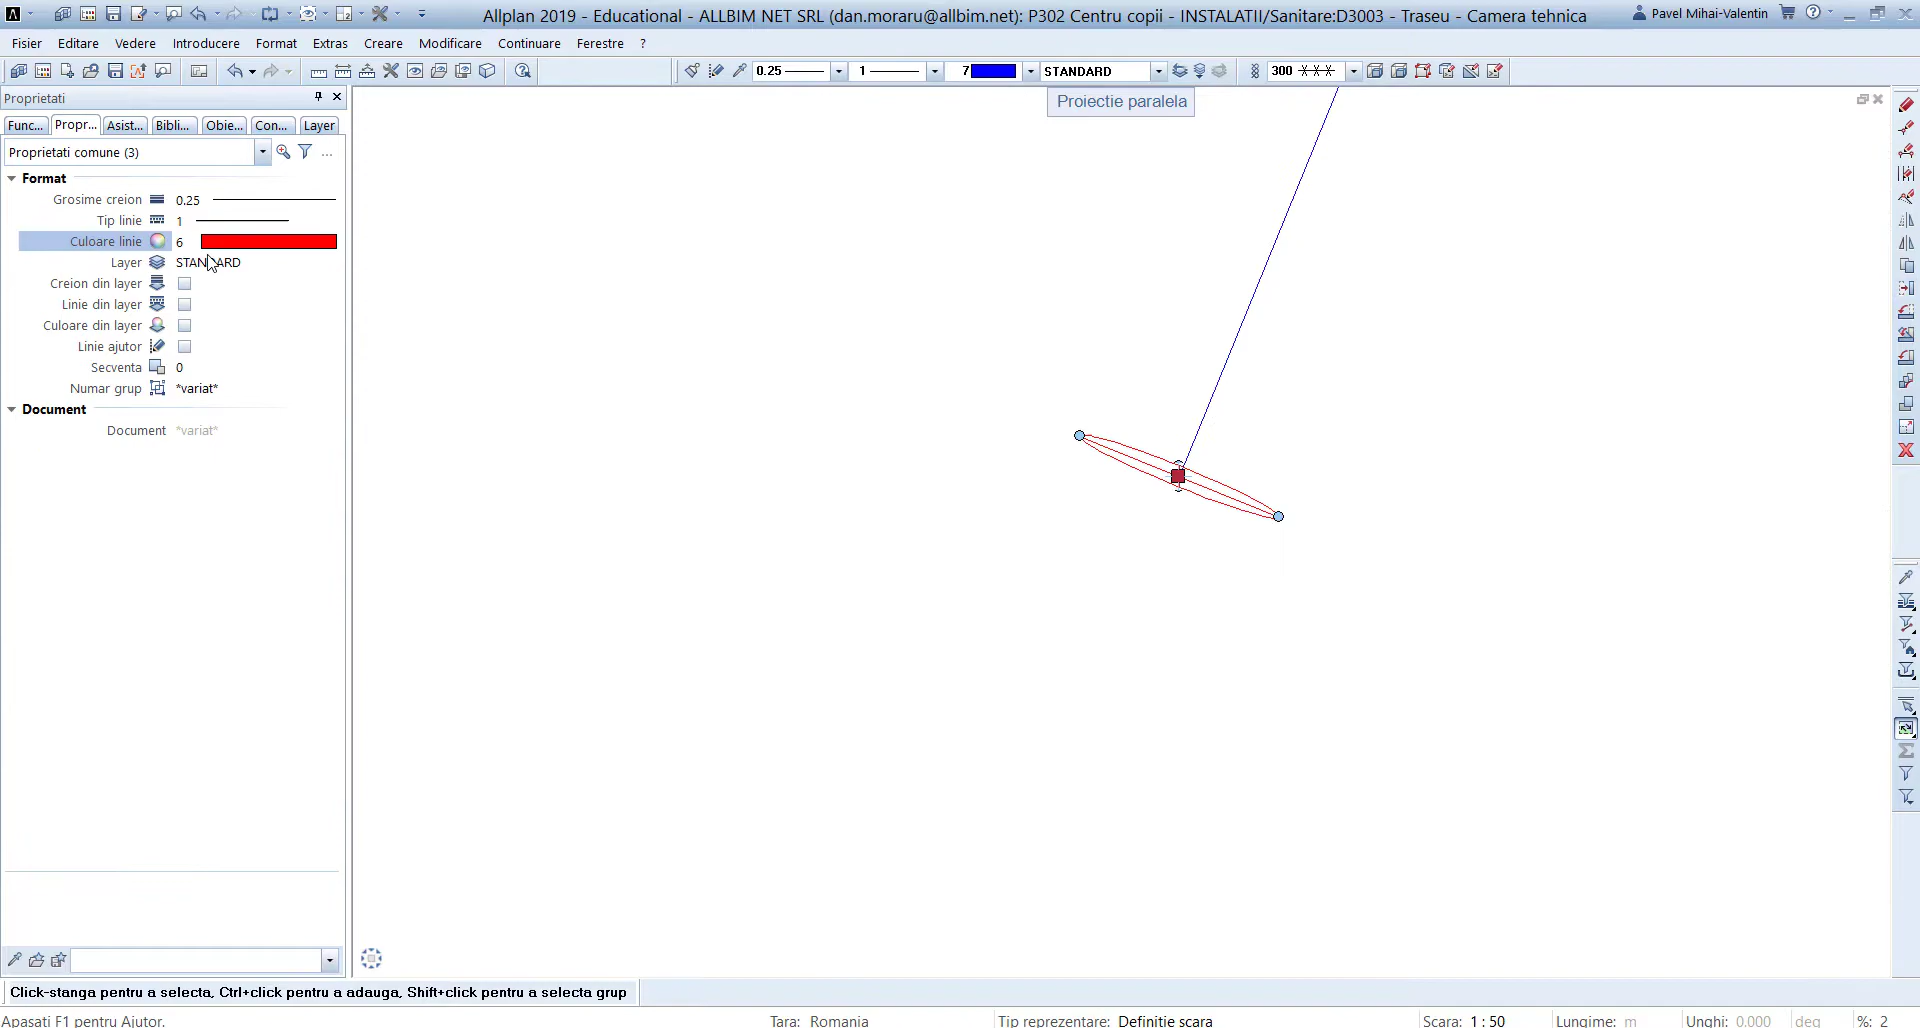 Allplan 2019 - Educational - ALLBIM NET SRL (dan.moraru@allbim.net): P302 Centru copii - INSTALATII/Sanitare:D3003 - Traseu - Camera tehnica
Pavel Mihai-Valentin
Fisier Editare Vedere Introducere Format Extras Creare Modificare Continuare Ferestre ?
0.25 1 7 STANDARD 300
Proprietati
Proiectie paralela
Func... Propr... Asist... Bibli... Obie... Con... Layer
Proprietati comune (3)
...
Format
Grosime creion 0.25
Tip linie 1
Culoare linie 6
Layer STANDARD
Creion din layer
Linie din layer
Culoare din layer
Linie ajutor
Secventa 0
Numar grup *variat*
Document
Document *variat*
Click-stanga pentru a selecta, Ctrl+click pentru a adauga, Shift+click pentru a selecta grup
Apasati F1 pentru Ajutor. Tara: Romania Tip reprezentare: Definitie scara Scara: 1 : 50 Lungime: m Unghi: 0.000 deg %: 2